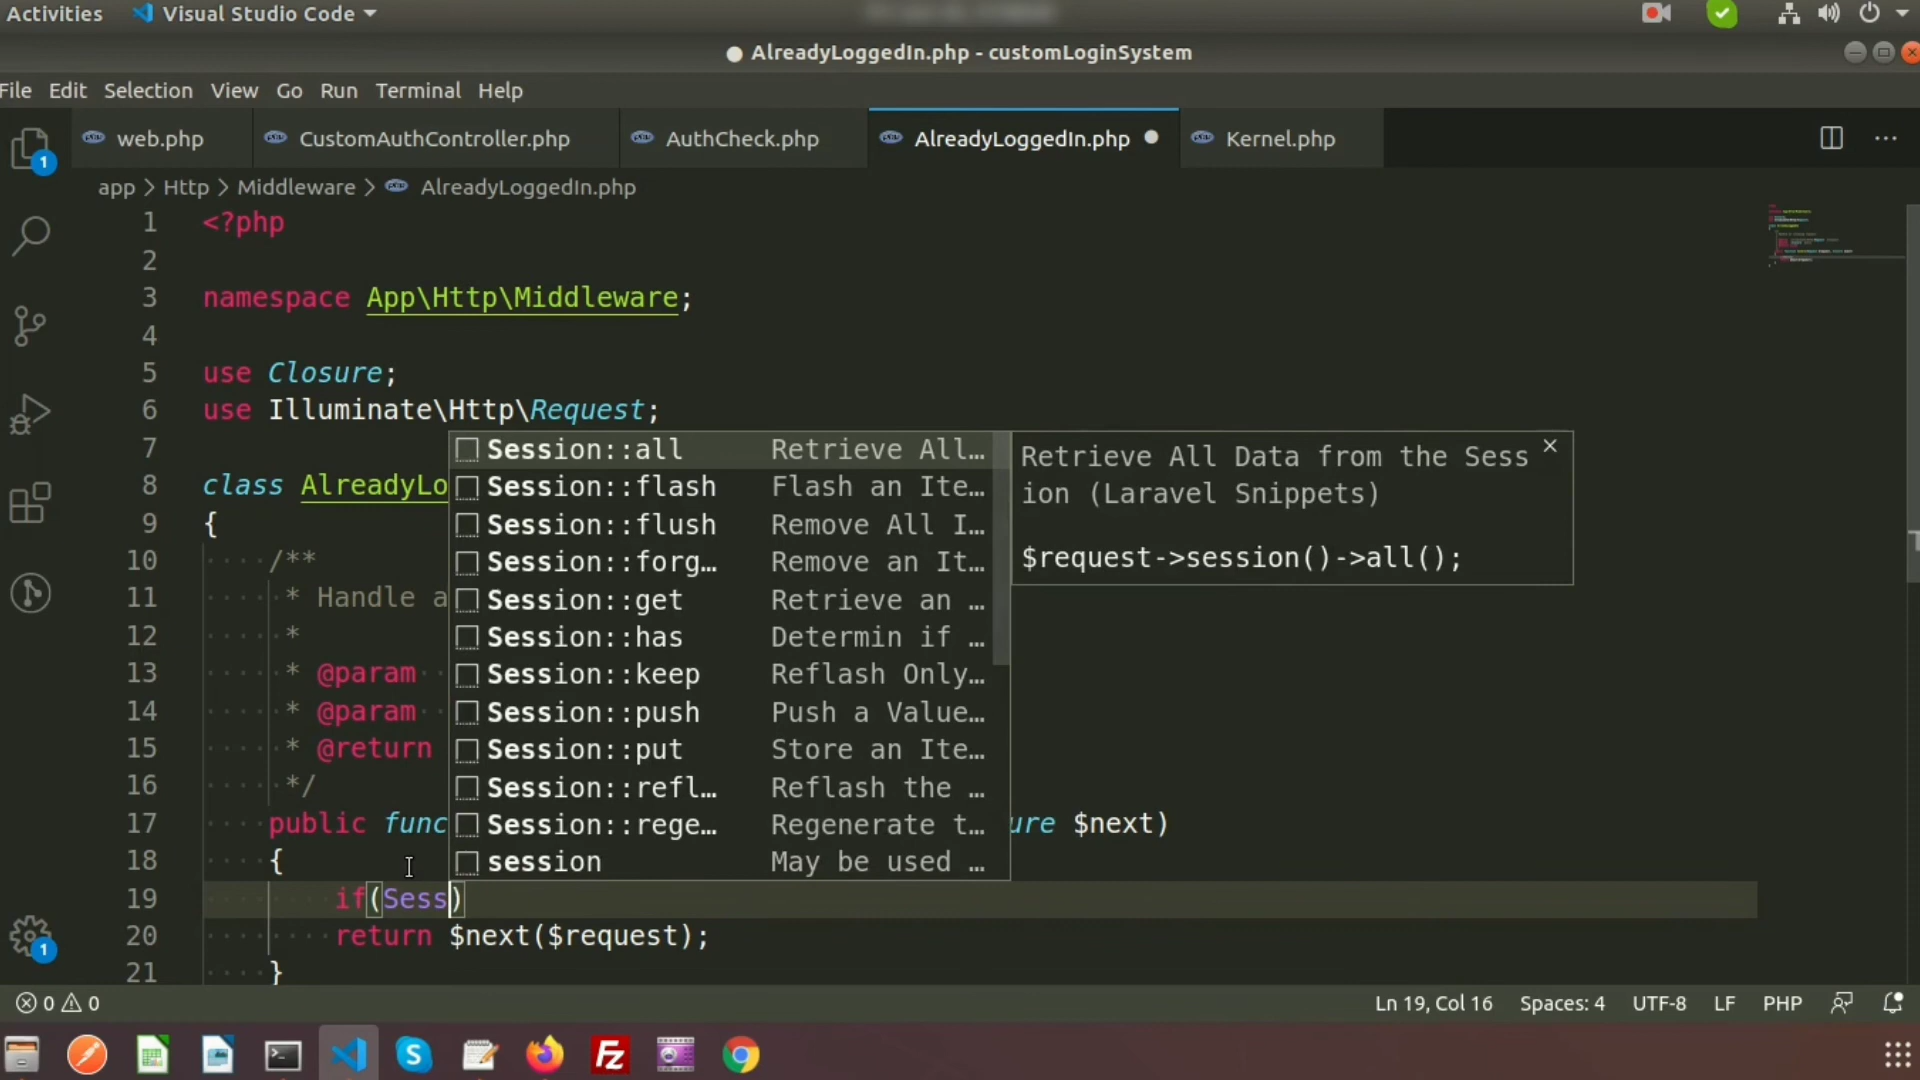 Activities Visual Studio Code
● AlreadyLoggedIn.php - customLoginSystem
File Edit Selection View Go Run Terminal Help
web.php CustomAuthController.php AuthCheck.php AlreadyLoggedIn.php Kernel.php
app > Http > Middleware > AlreadyLoggedIn.php
1 <?php
2
3 namespace App\Http\Middleware;
4
5 use Closure;
6 use Illuminate\Http\Request;
7
8 class AlreadyLo
9 {
10 /**
11 * Handle a
12 *
13 * @param
14 * @param
15 * @return
16 */
17 public func ure $next)
18 {
19 if(Sess)
20 return $next($request);
21 }
Session::all Retrieve All…
Session::flash Flash an Ite…
Session::flush Remove All I…
Session::forg… Remove an It…
Session::get Retrieve an …
Session::has Determin if …
Session::keep Reflash Only…
Session::push Push a Value…
Session::put Store an Ite…
Session::refl… Reflash the …
Session::rege… Regenerate t…
session May be used …
Retrieve All Data from the Sess
ion (Laravel Snippets)
$request->session()->all();
1
1
0 0 Ln 19, Col 16 Spaces: 4 UTF-8 LF PHP